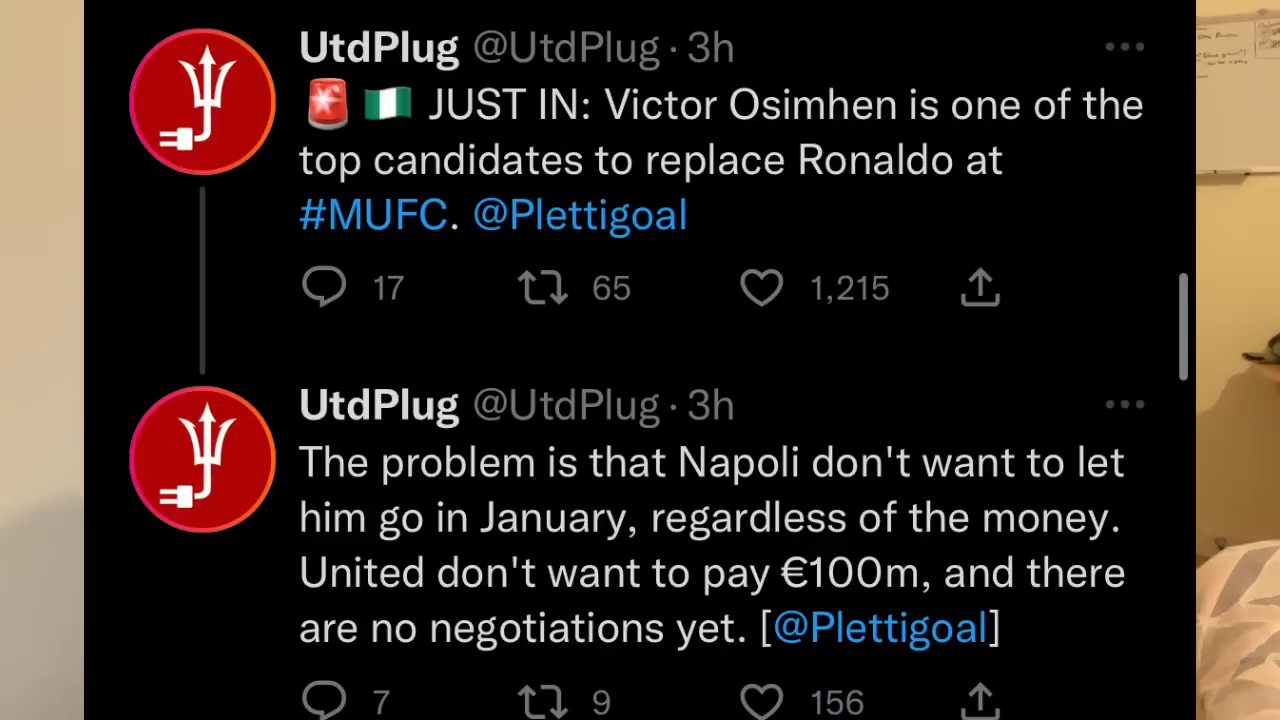 UtdPlug @UtdPlug · 3h
🚨 🇳🇬 JUST IN: Victor Osimhen is one of the
top candidates to replace Ronaldo at
#MUFC. @Plettigoal
17 65 1,215
UtdPlug @UtdPlug · 3h
The problem is that Napoli don't want to let
him go in January, regardless of the money.
United don't want to pay €100m, and there
are no negotiations yet. [@Plettigoal]
7 9 156